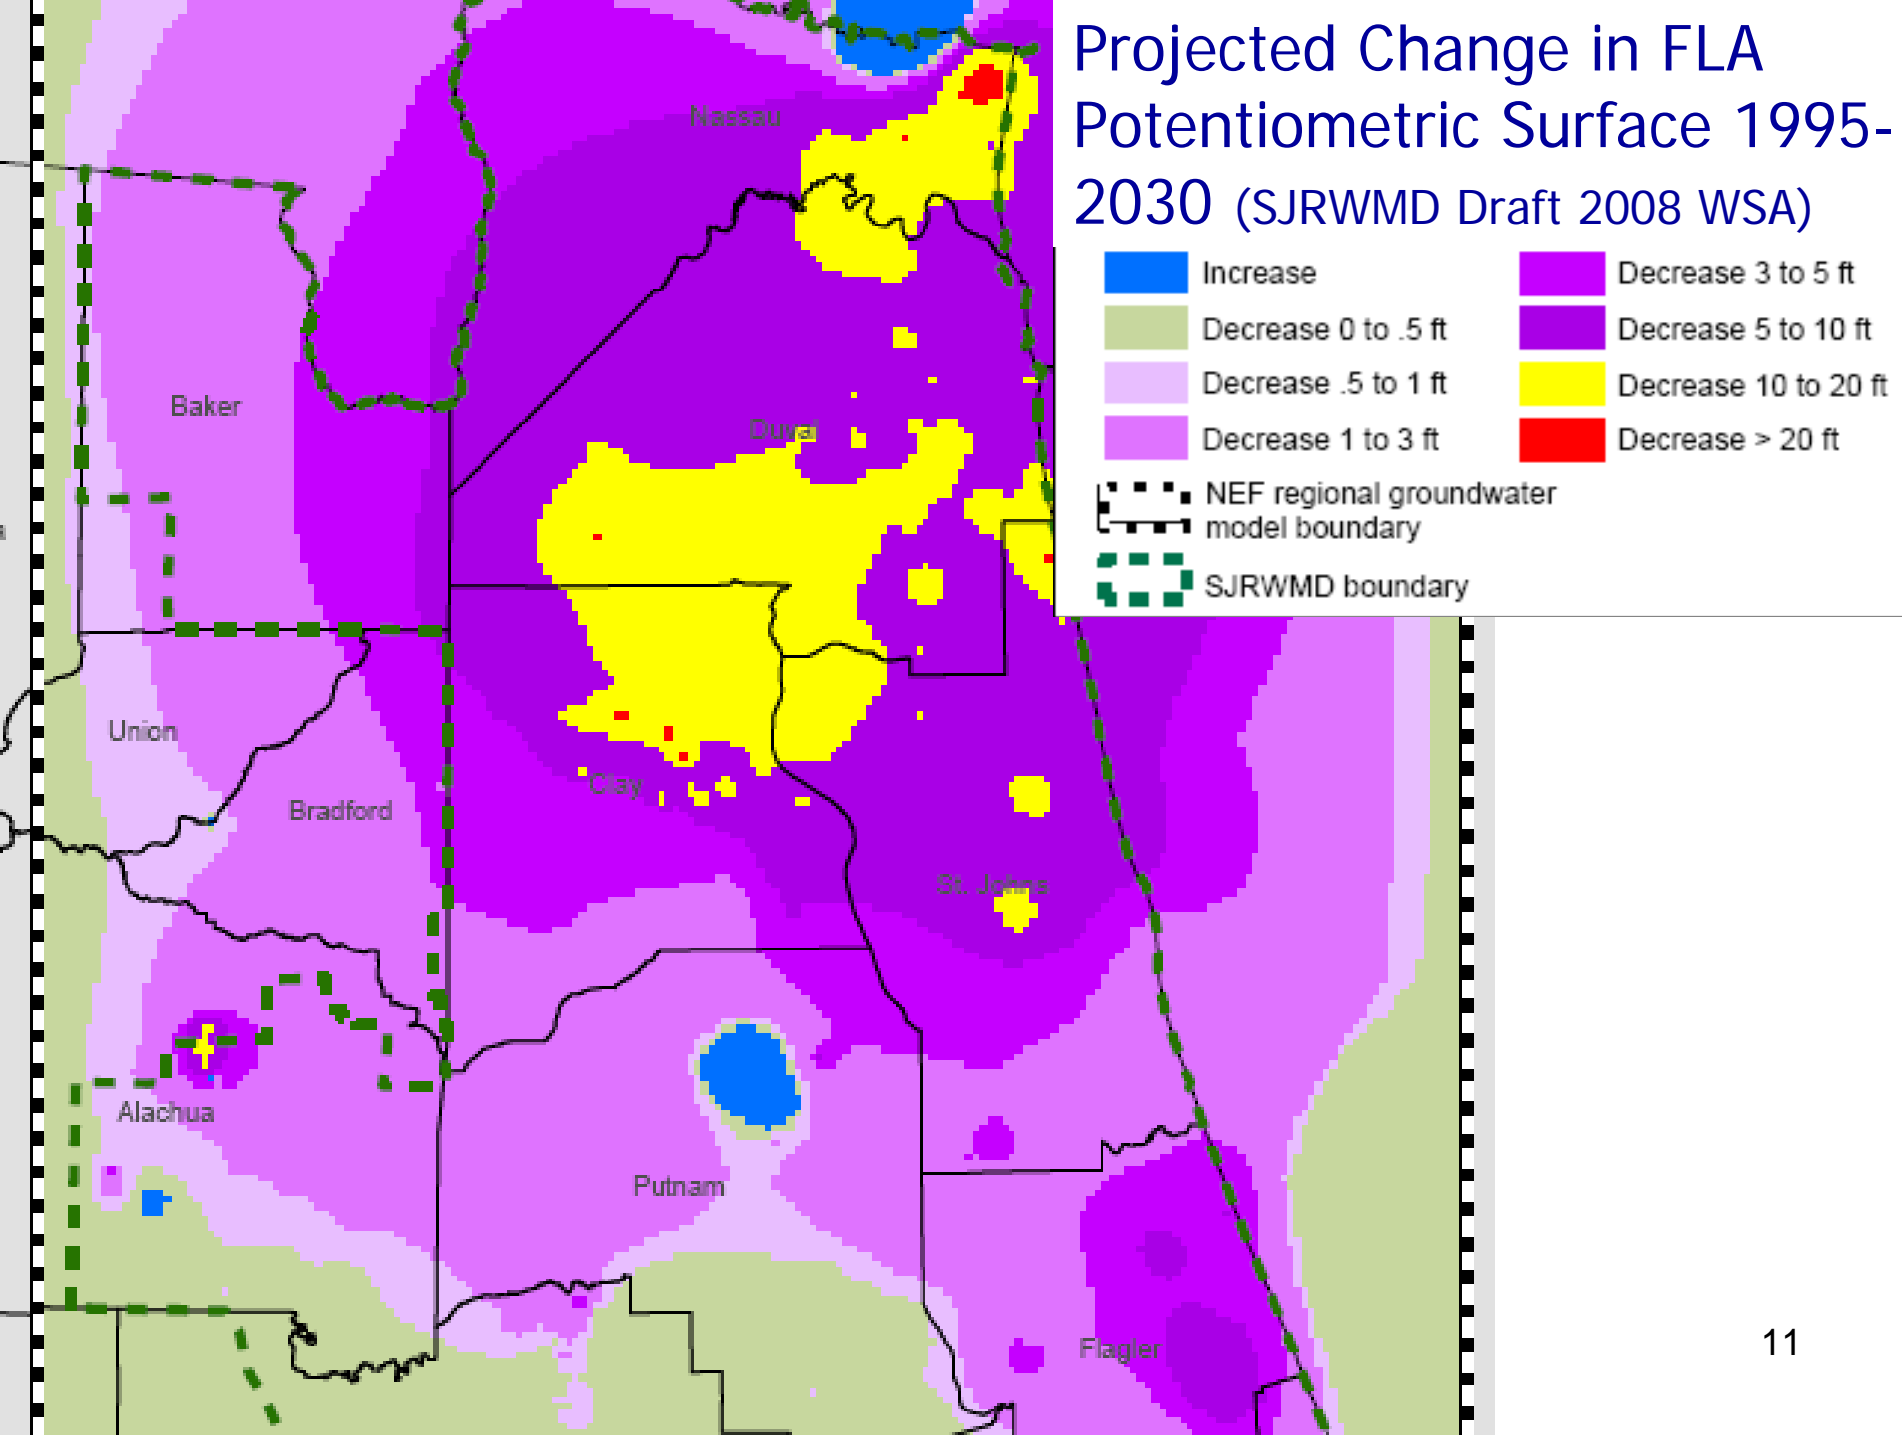 Projected Change in FLA
Potentiometric Surface 1995-
2030 (SJRWMD Draft 2008 WSA)
Increase
Decrease 0 to .5 ft
Decrease .5 to 1 ft
Decrease 1 to 3 ft
Decrease 3 to 5 ft
Decrease 5 to 10 ft
Decrease 10 to 20 ft
Decrease > 20 ft
NEF regional groundwater
model boundary
SJRWMD boundary
Nassau
Baker
Duval
Union
Clay
Bradford
St. Johns
Alachua
Putnam
Flagler
11